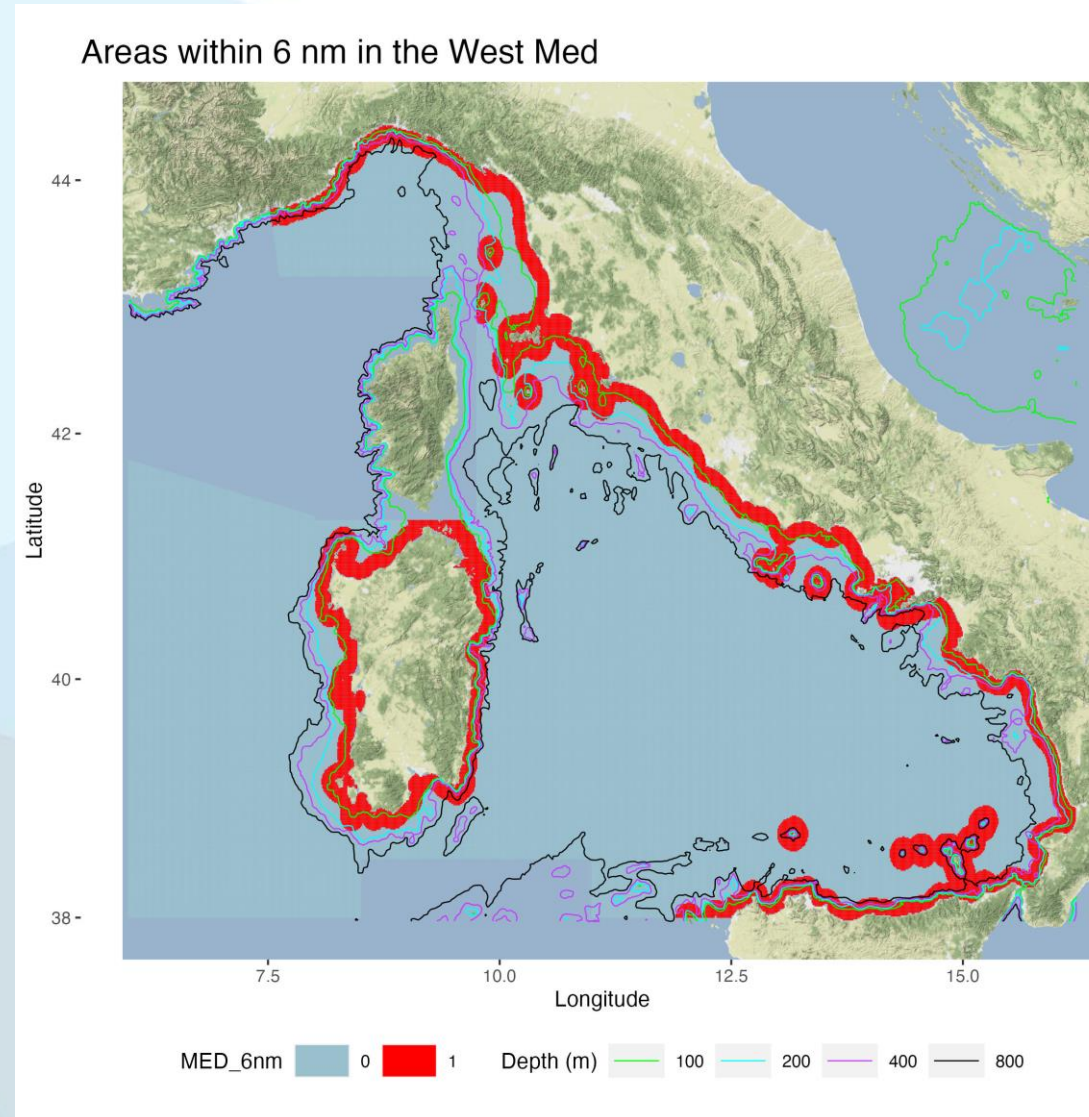 Areas within 6 nm in the West Med
Latitude
44
42
40
38
7.5 10.0 12.5 15.0
Longitude
MED_6nm 0 1 Depth (m) 100 200 400 800